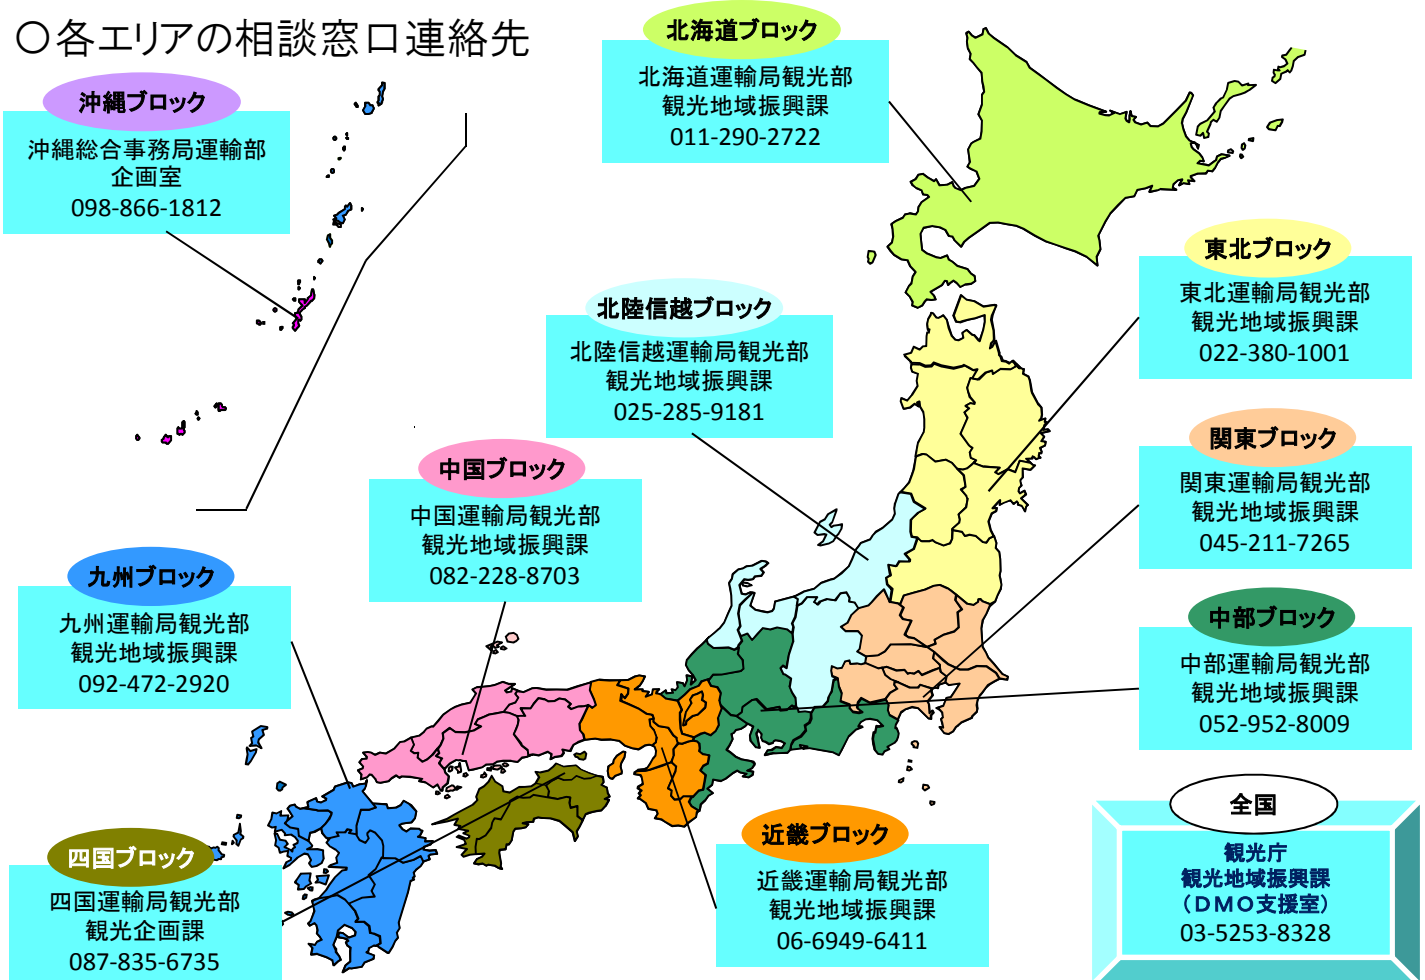 〇各エリアの相談窓口連絡先
北海道ブロック
北海道運輸局観光部
観光地域振興課
011-290-2722
沖縄ブロック
沖縄総合事務局運輸部
企画室
098-866-1812
東北ブロック
東北運輸局観光部
観光地域振興課
022-380-1001
北陸信越ブロック
北陸信越運輸局観光部
観光地域振興課
025-285-9181
関東ブロック
関東運輸局観光部
観光地域振興課
045-211-7265
中国ブロック
中国運輸局観光部
観光地域振興課
082-228-8703
九州ブロック
九州運輸局観光部
観光地域振興課
092-472-2920
中部ブロック
中部運輸局観光部
観光地域振興課
052-952-8009
四国ブロック
四国運輸局観光部
観光企画課
087-835-6735
近畿ブロック
近畿運輸局観光部
観光地域振興課
06-6949-6411
全国
観光庁
観光地域振興課
（ＤＭＯ支援室）
03-5253-8328